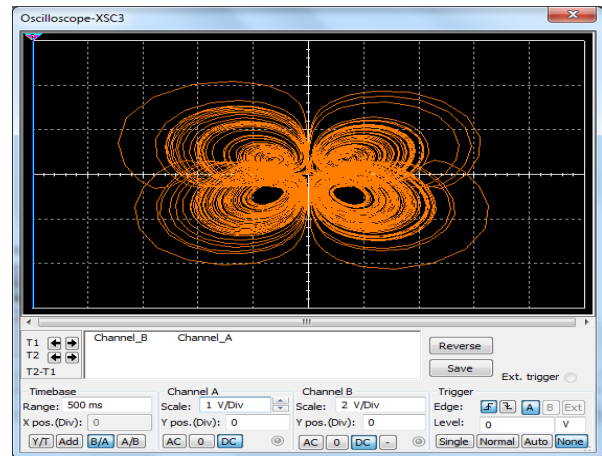 Oscilloscope-XSC3
T1
T2
T2-T1
Channel_B Channel_A
Reverse
Save
Ext. trigger
Timebase
Range: 500 ms
X pos.(Div): 0
Y/T Add B/A A/B
Channel A
Scale: 1 V/Div
Y pos.(Div): 0
AC 0 DC
Channel B
Scale: 2 V/Div
Y pos.(Div): 0
AC 0 DC -
Trigger
Edge: A B Ext
Level: 0 V
Single Normal Auto None